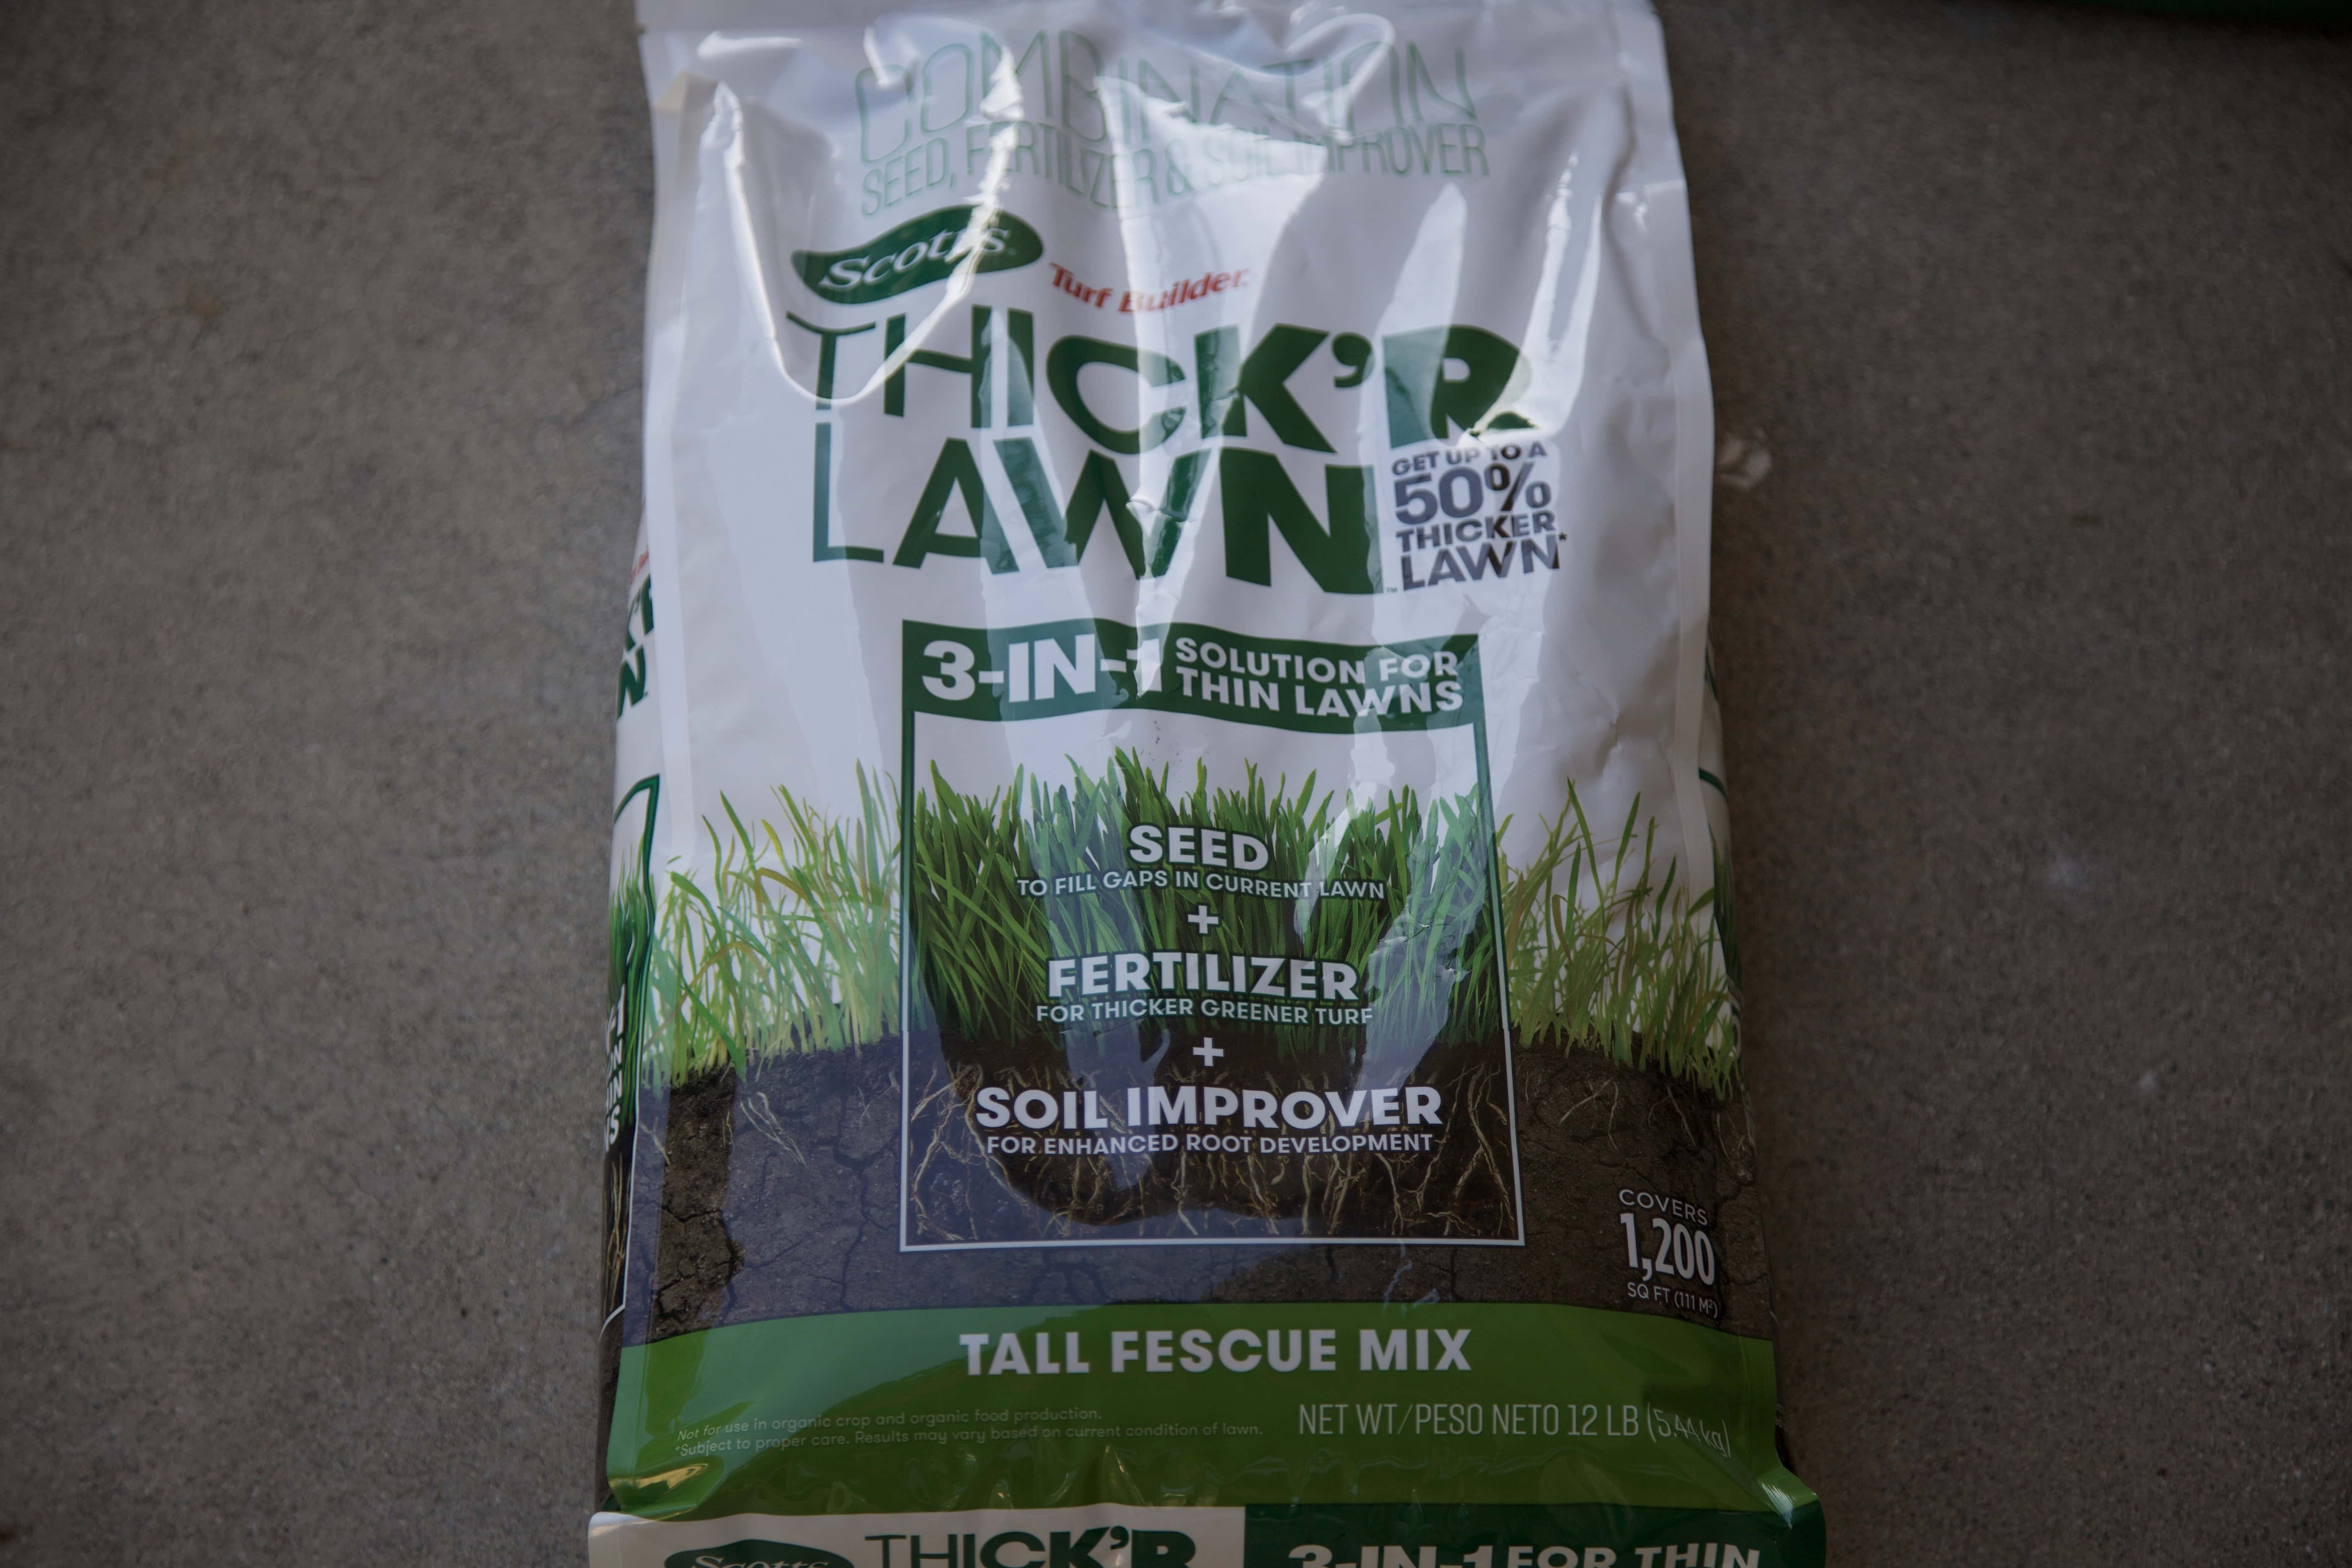 COMBINATION
SEED, FERTILIZER & SOIL IMPROVER
Scotts
Turf Builder.
THICK'R
LAWN
™
GET UP TO A
50%
THICKER
LAWN*
3-IN-1
SOLUTION FOR
THIN LAWNS
SEED
TO FILL GAPS IN CURRENT LAWN
+
FERTILIZER
FOR THICKER GREENER TURF
+
SOIL IMPROVER
FOR ENHANCED ROOT DEVELOPMENT
COVERS
1,200
SQ FT (111 M²)
TALL FESCUE MIX
Not for use in organic crop and organic food production.
*Subject to proper care. Results may vary based on current condition of lawn.
NET WT/PESO NETO 12 LB (5.44 kg)
Scotts
THICK'R
3-IN-1 FOR THIN